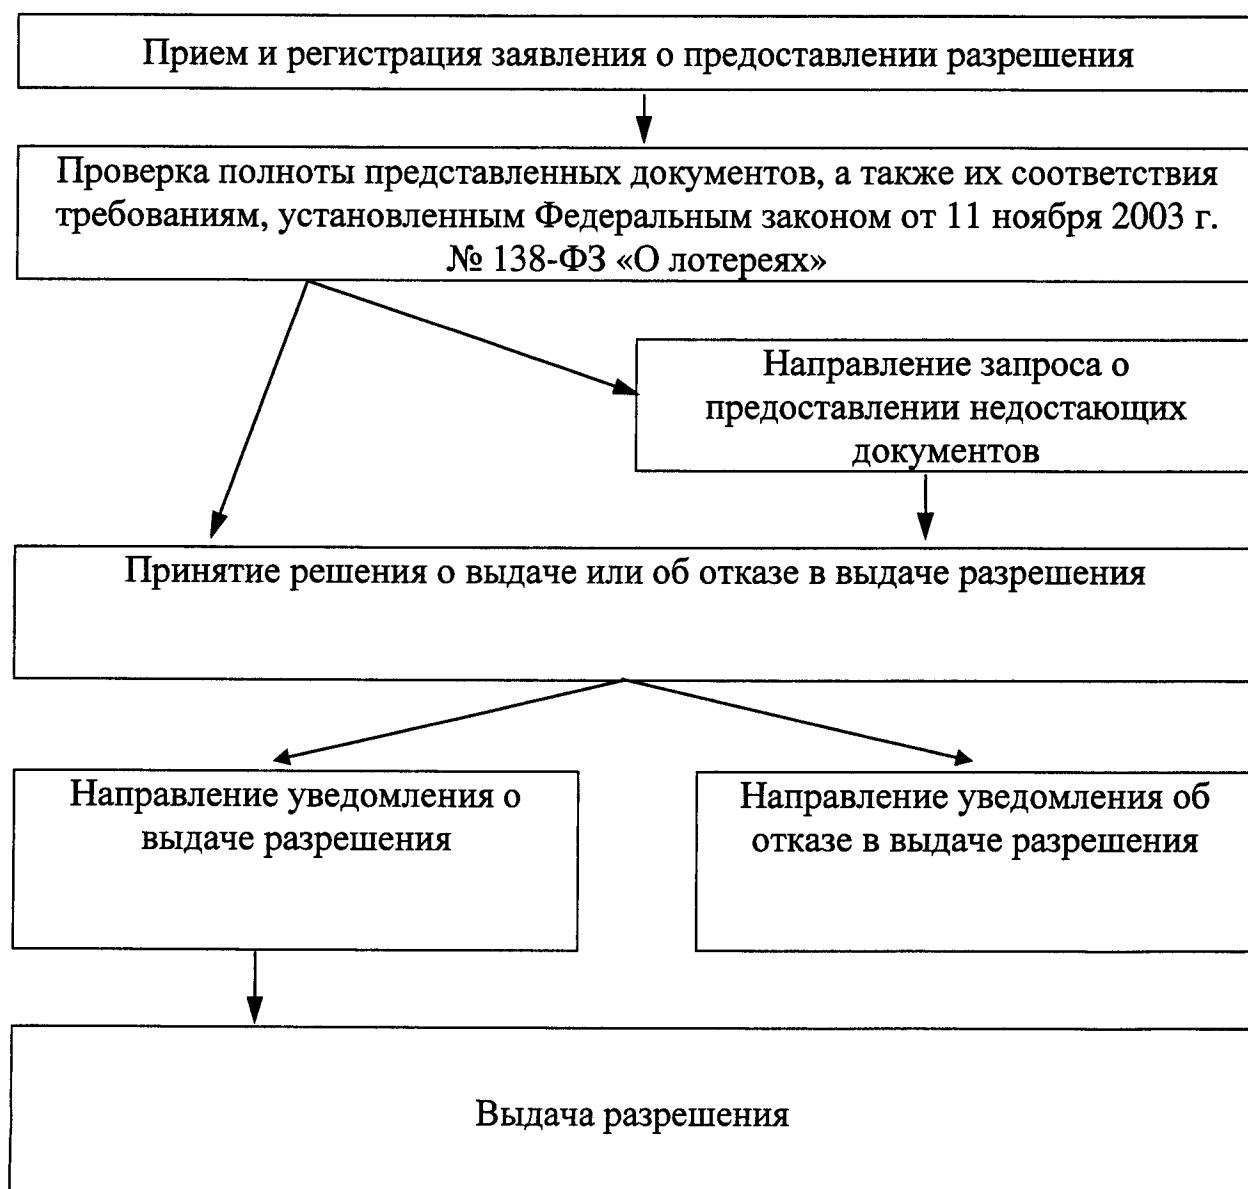 Прием и регистрация заявления о предоставлении разрешения
Проверка полноты представленных документов, а также их соответствия
требованиям, установленным Федеральным законом от 11 ноября 2003 г.
№ 138-ФЗ «О лотереях»
Направление запроса о
предоставлении недостающих
документов
Принятие решения о выдаче или об отказе в выдаче разрешения
Направление уведомления о
выдаче разрешения
Направление уведомления об
отказе в выдаче разрешения
Выдача разрешения